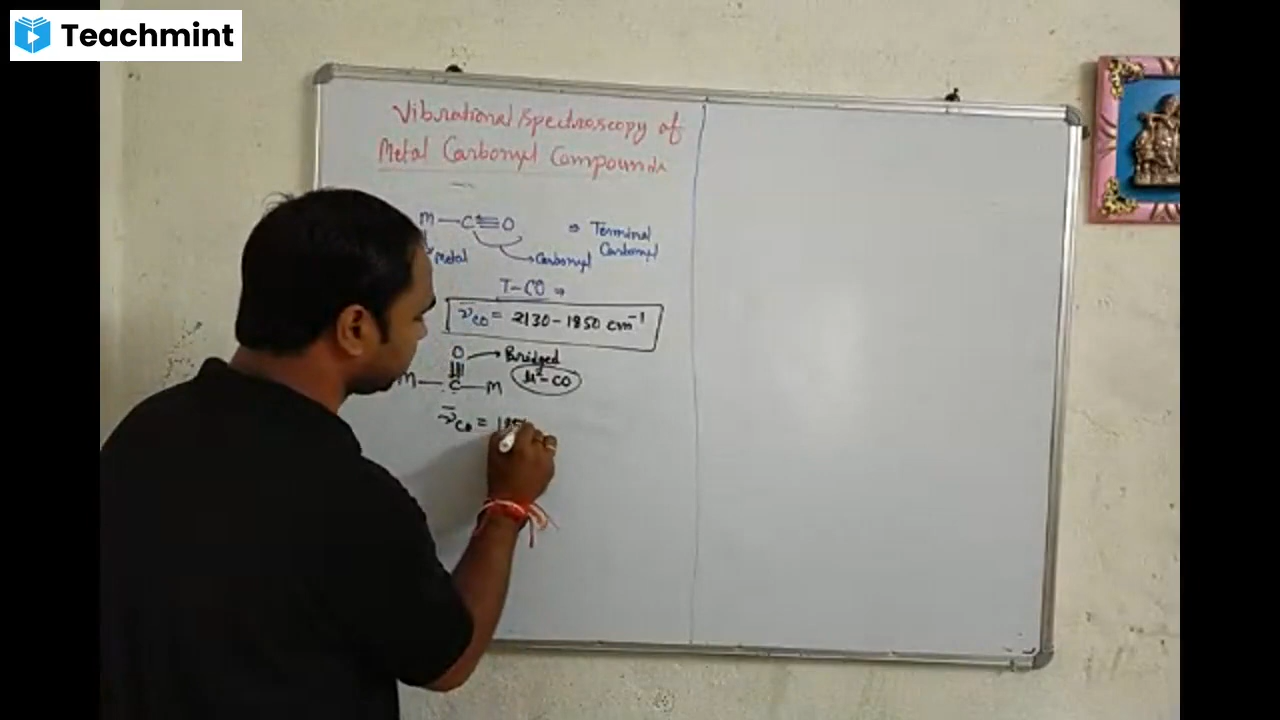 Teachmint
Vibrational Spectroscopy of
Metal Carbonyl Compounds
M—C≡O ⇒ Terminal
Carbonyl
Metal Carbonyl
T-CO ⇒
ν̄CO = 2130-1850 cm⁻¹
O → Bridged
M—C—M μ²-CO
ν̄CO =